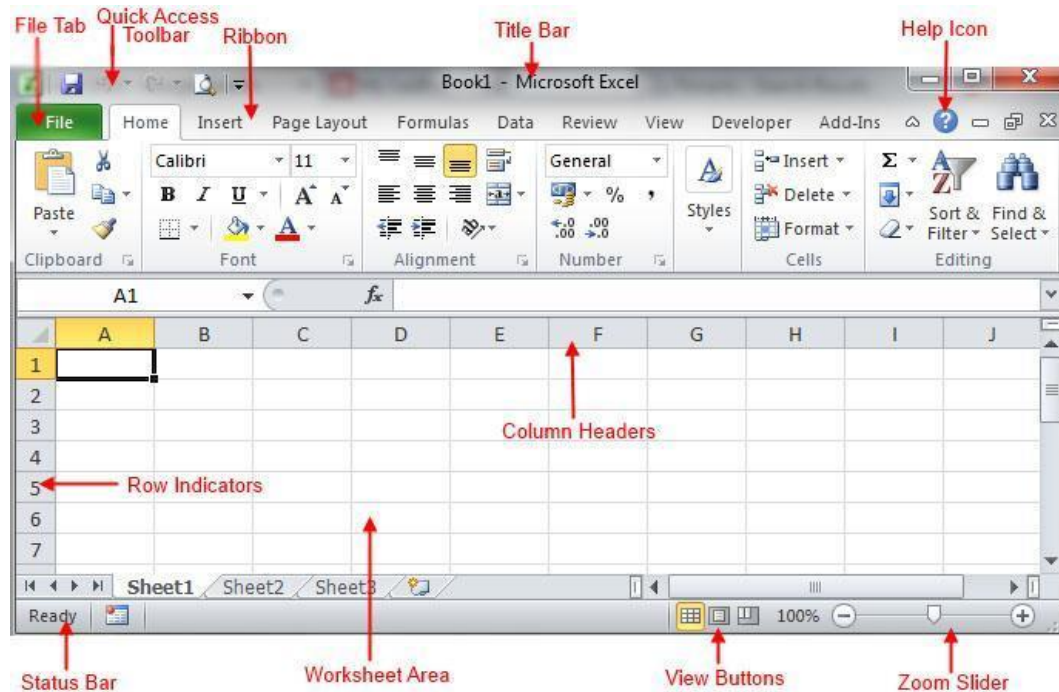 File Tab Quick Access Toolbar Ribbon Title Bar Help Icon
Book1 - Microsoft Excel
File Home Insert Page Layout Formulas Data Review View Developer Add-Ins
Calibri 11 General Insert Σ
B I U A A % , Delete
Paste A Styles Format Sort & Filter Find & Select
Clipboard Font Alignment Number Cells Editing
A1 fx
A B C D E F G H I J
1
2
3
Column Headers
4
5 Row Indicators
6
7
Sheet1 Sheet2 Sheet3
Ready 100%
Status Bar Worksheet Area View Buttons Zoom Slider